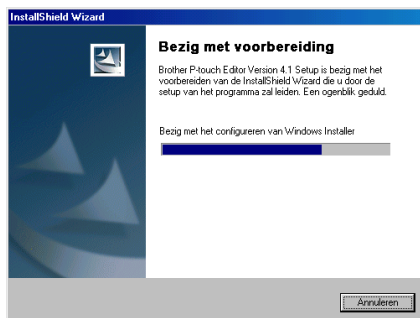 InstallShield Wizard
Bezig met voorbereiding
Brother P-touch Editor Version 4.1 Setup is bezig met het
voorbereiden van de InstallShield Wizard die u door de
setup van het programma zal leiden. Een ogenblik geduld.
Bezig met het configureren van Windows Installer
Annuleren